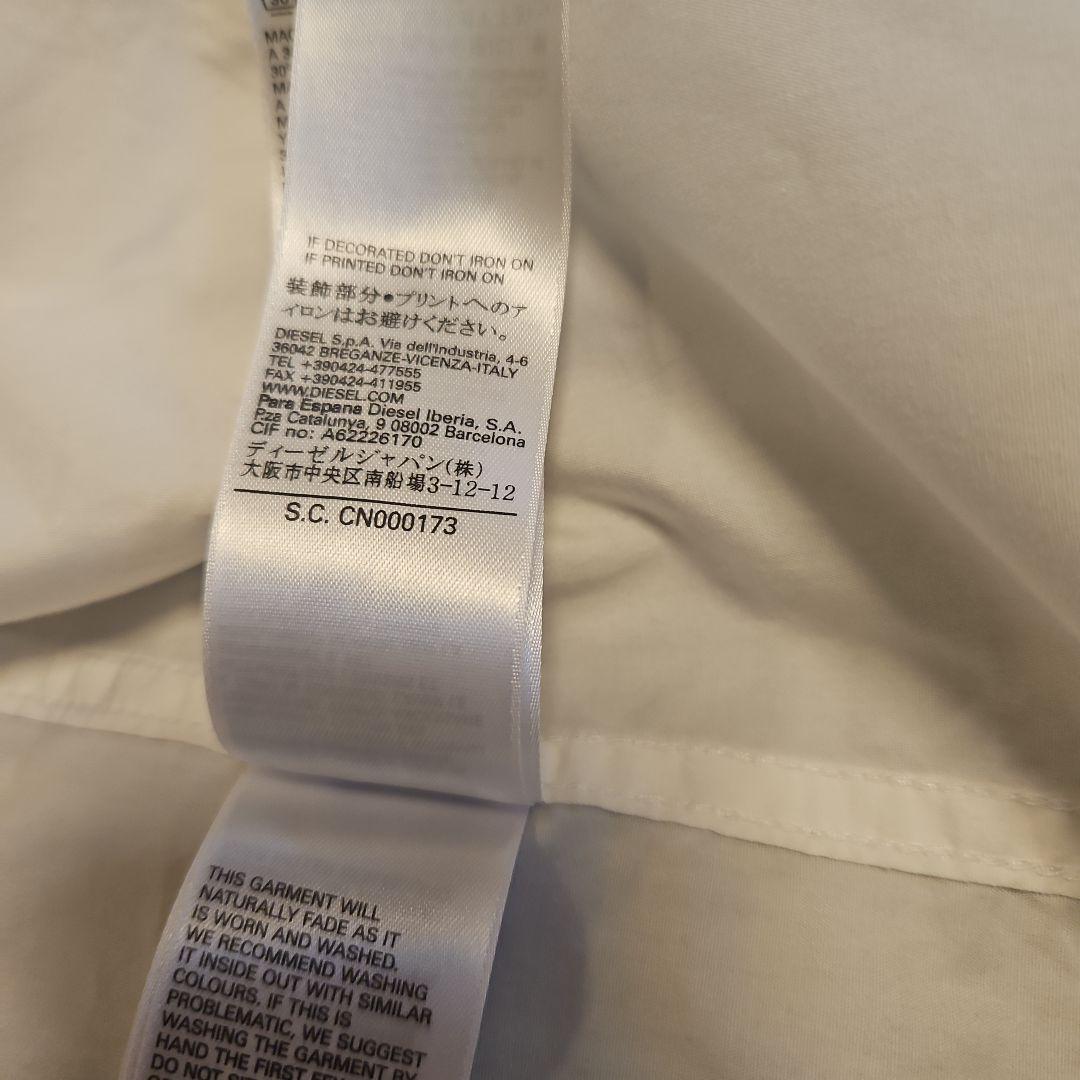 MAC
A 3
30°
IF DECORATED DON'T IRON ON
IF PRINTED DON'T IRON ON
装飾部分●プリントへのア
イロンはお避けください。
DIESEL S.p.A. Via dell'Industria, 4-6
36042 BREGANZE-VICENZA-ITALY
TEL +390424-477555
FAX +390424-411955
WWW.DIESEL.COM
Para Espana Diesel Iberia, S.A.
P.za Catalunya, 9 08002 Barcelona
CIF no: A62226170
ディーゼルジャパン(株)
大阪市中央区南船場3-12-12
S.C. CN000173
THIS GARMENT WILL
NATURALLY FADE AS IT
IS WORN AND WASHED.
WE RECOMMEND WASHING
IT INSIDE OUT WITH SIMILAR
COLOURS. IF THIS IS
PROBLEMATIC, WE SUGGEST
WASHING THE GARMENT BY
HAND THE FIRST
DO NOT